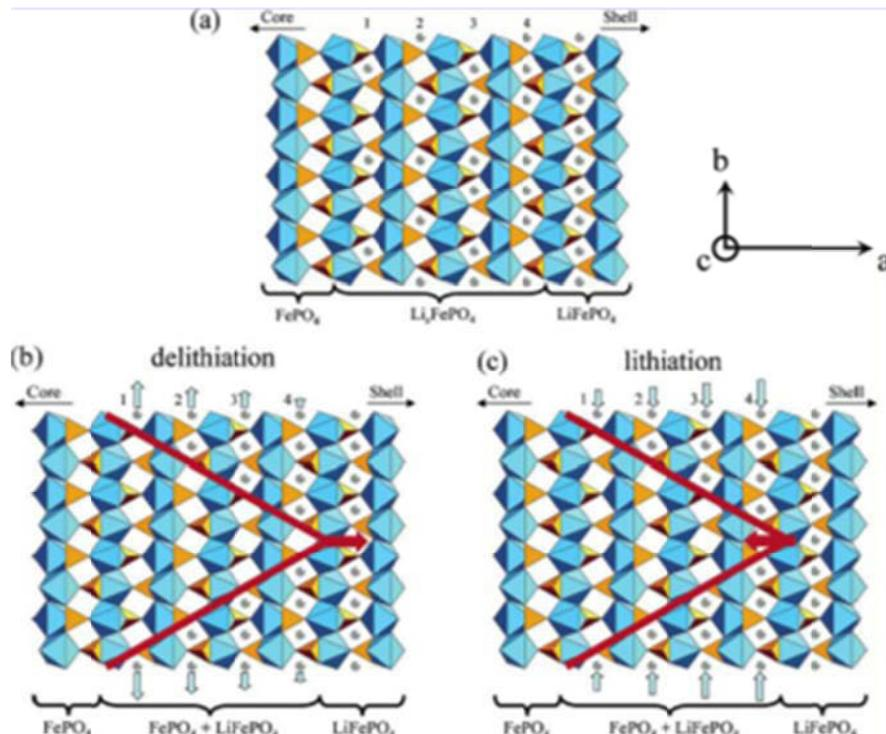 (a)
Core 1 2 3 4 Shell
b
c a
FePO₄ LiₓFePO₄ LiFePO₄
(b) delithiation (c) lithiation
Core 1 2 3 4 Shell Core 1 2 3 4 Shell
FePO₄ FePO₄ + LiFePO₄ LiFePO₄ FePO₄ FePO₄ + LiFePO₄ LiFePO₄